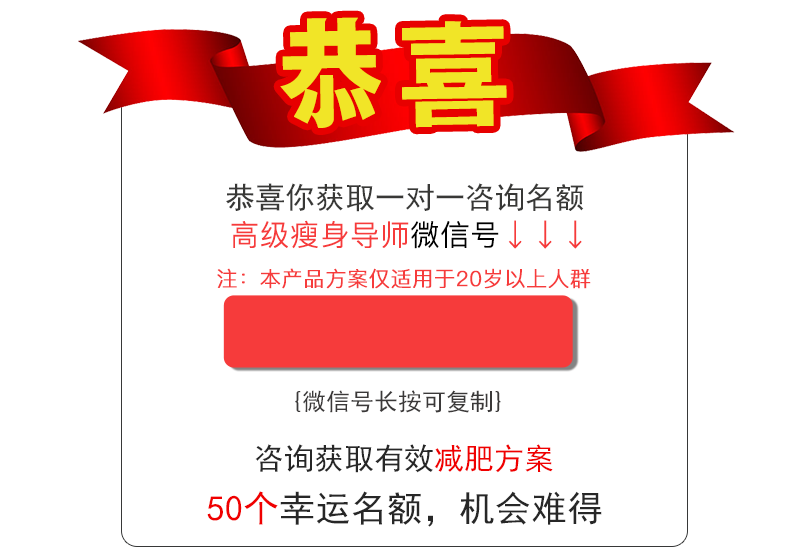 恭喜
恭喜你获取一对一咨询名额
高级瘦身导师微信号↓↓↓
注：本产品方案仅适用于20岁以上人群
{微信号长按可复制}
咨询获取有效减肥方案
50个幸运名额，机会难得